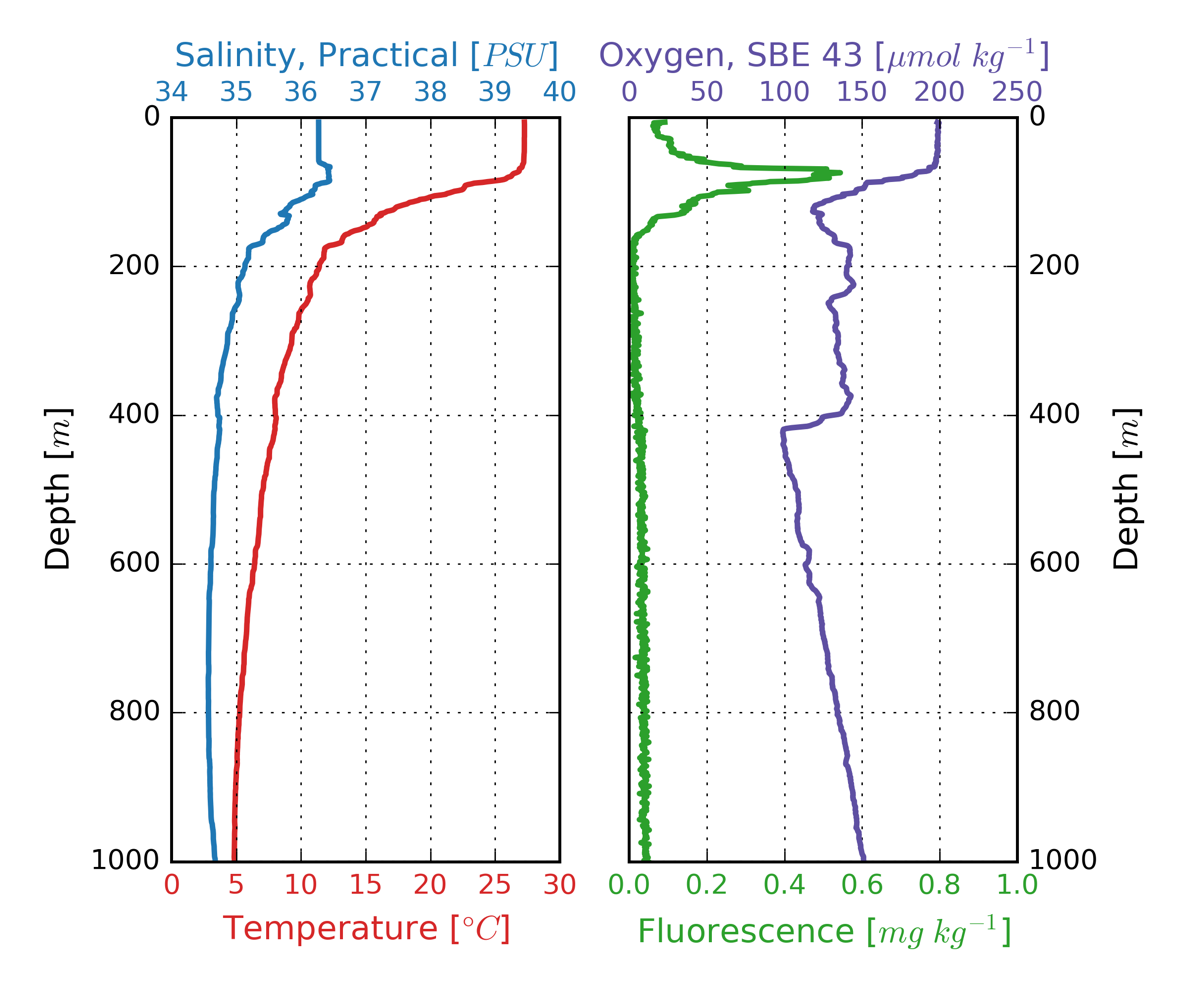 Salinity, Practical [PSU]
34 35 36 37 38 39 40
Oxygen, SBE 43 [μmol kg⁻¹]
0 50 100 150 200 250
0
200
400
600
800
1000
Depth [m]
0 5 10 15 20 25 30
Temperature [°C]
0
200
400
600
800
1000
Depth [m]
0.0 0.2 0.4 0.6 0.8 1.0
Fluorescence [mg kg⁻¹]